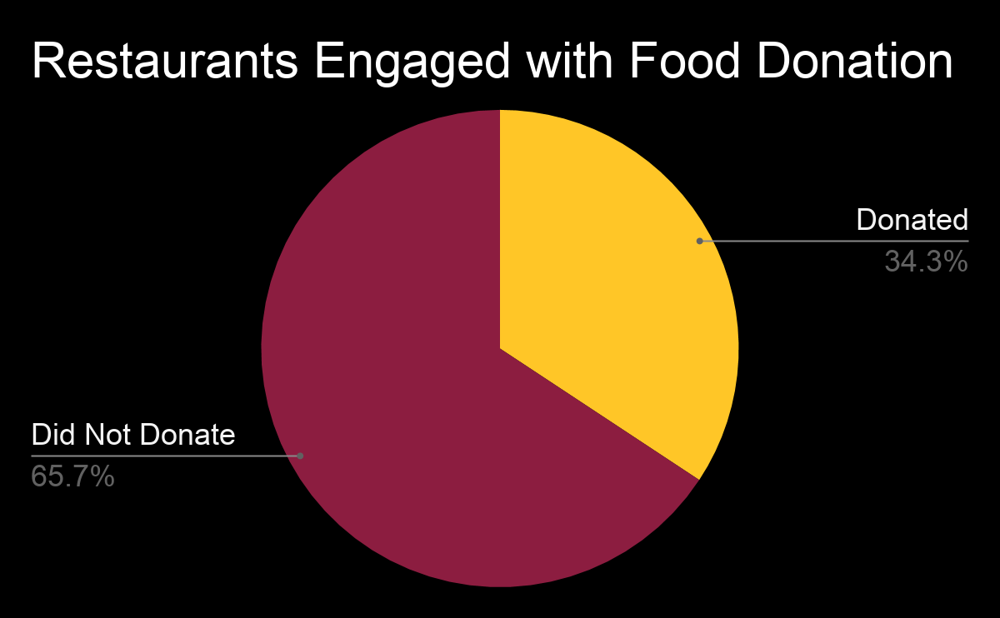 Restaurants Engaged with Food Donation
Donated
34.3%
Did Not Donate
65.7%